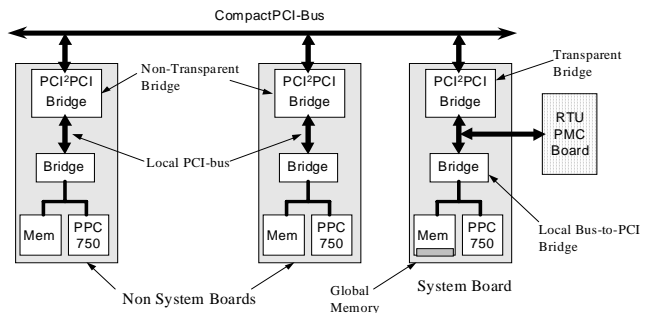 CompactPCI-Bus
PCI²PCI
Bridge
Non-Transparent
Bridge
PCI²PCI
Bridge
PCI²PCI
Bridge
Transparent
Bridge
RTU
PMC
Board
Local PCI-bus
Bridge
Bridge
Bridge
Mem
PPC
750
Mem
PPC
750
Mem
PPC
750
Local Bus-to-PCI
Bridge
Non System Boards
Global
Memory
System Board